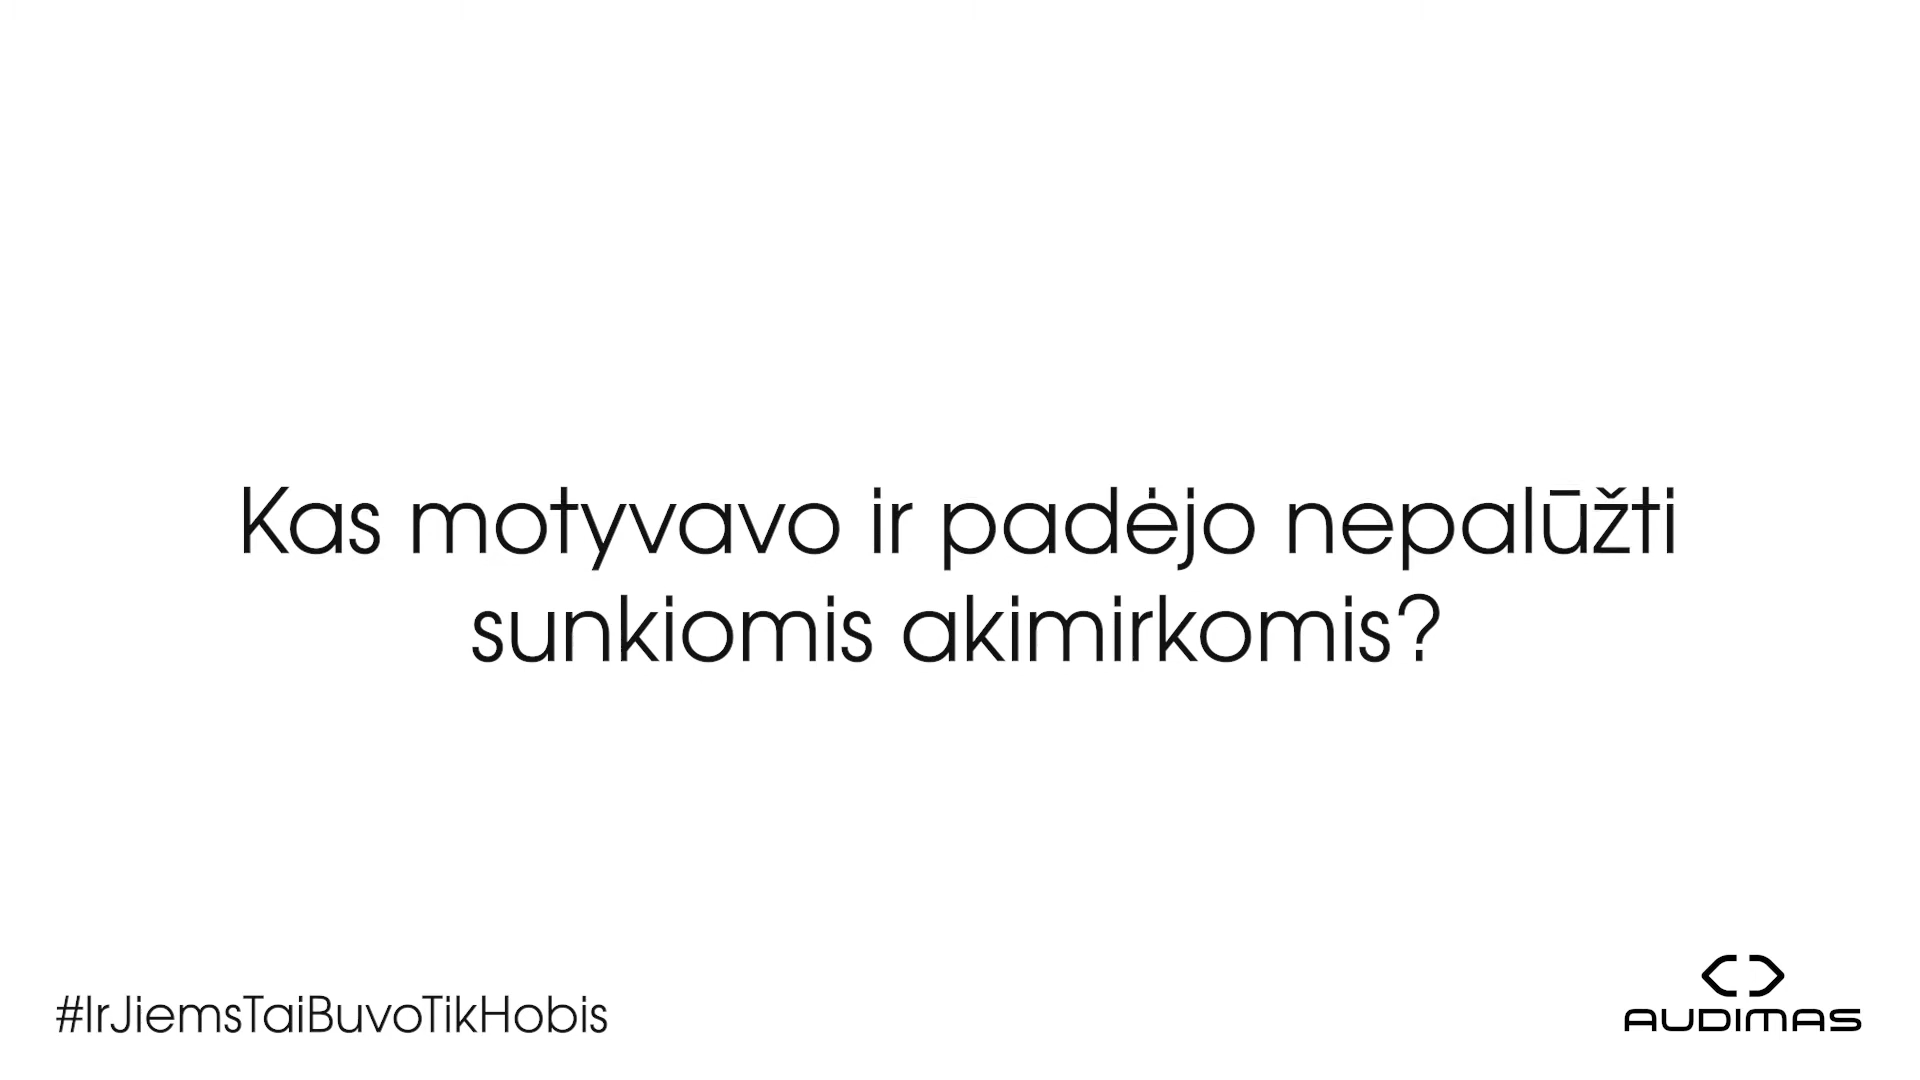 Kas motyvavo ir padėjo nepalūžti
sunkiomis akimirkomis?
#IrJiemsTaiBuvoTikHobis
AUDIMAS